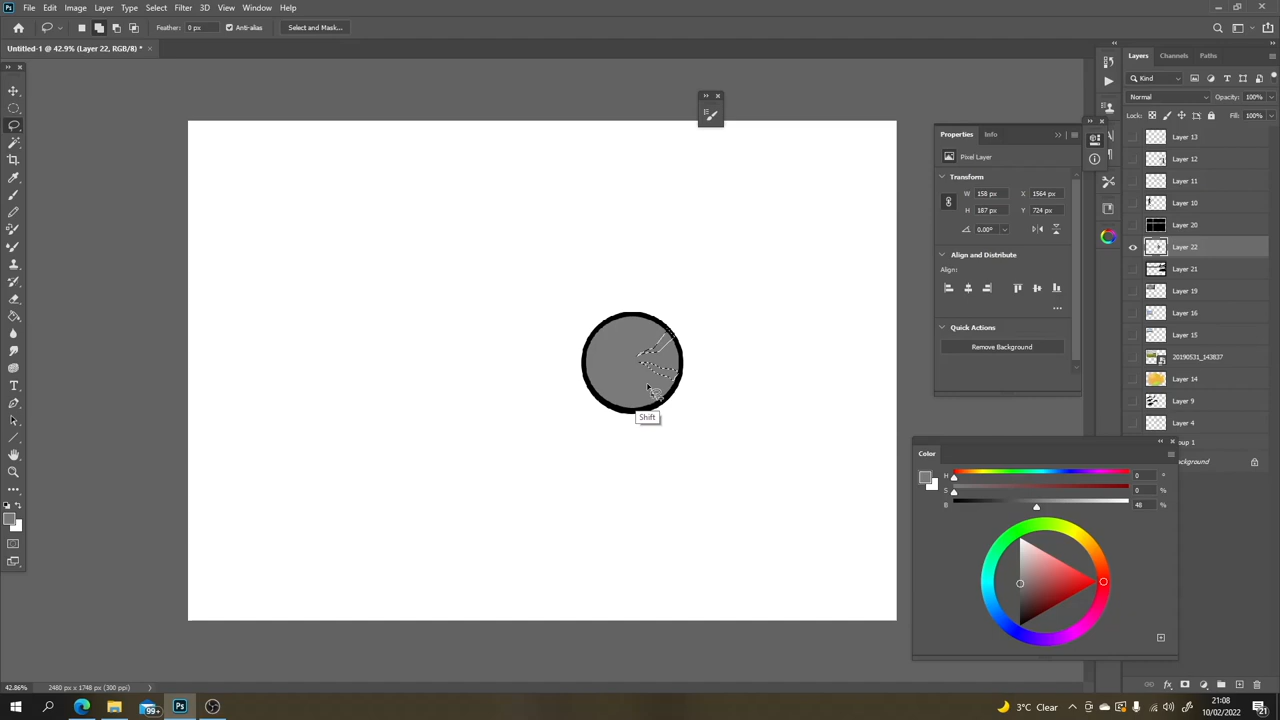 Ps File Edit Image Layer Type Select Filter 3D View Window Help
Feather: 0 px Anti-alias Select and Mask...
Untitled-1 @ 42.9% (Layer 22, RGB/8) *
Layers Channels Paths
Kind
Normal Opacity: 100%
Lock: Fill: 100%
Layer 13
Layer 12
Layer 11
Layer 10
Layer 20
Layer 22
Layer 21
Layer 19
Layer 16
Layer 15
20190531_143837
Layer 14
Layer 9
Layer 4
roup 1
ackground
Properties Info
Pixel Layer
Transform
W 158 px X 1564 px
H 187 px Y 724 px
0.00°
Align and Distribute
Align:
Quick Actions
Remove Background
Shift
Color
H 0 °
S 0 %
B 48 %
42.86% 2480 px x 1748 px (300 ppi)
99+
Ps
3°C Clear
21:08
10/02/2022